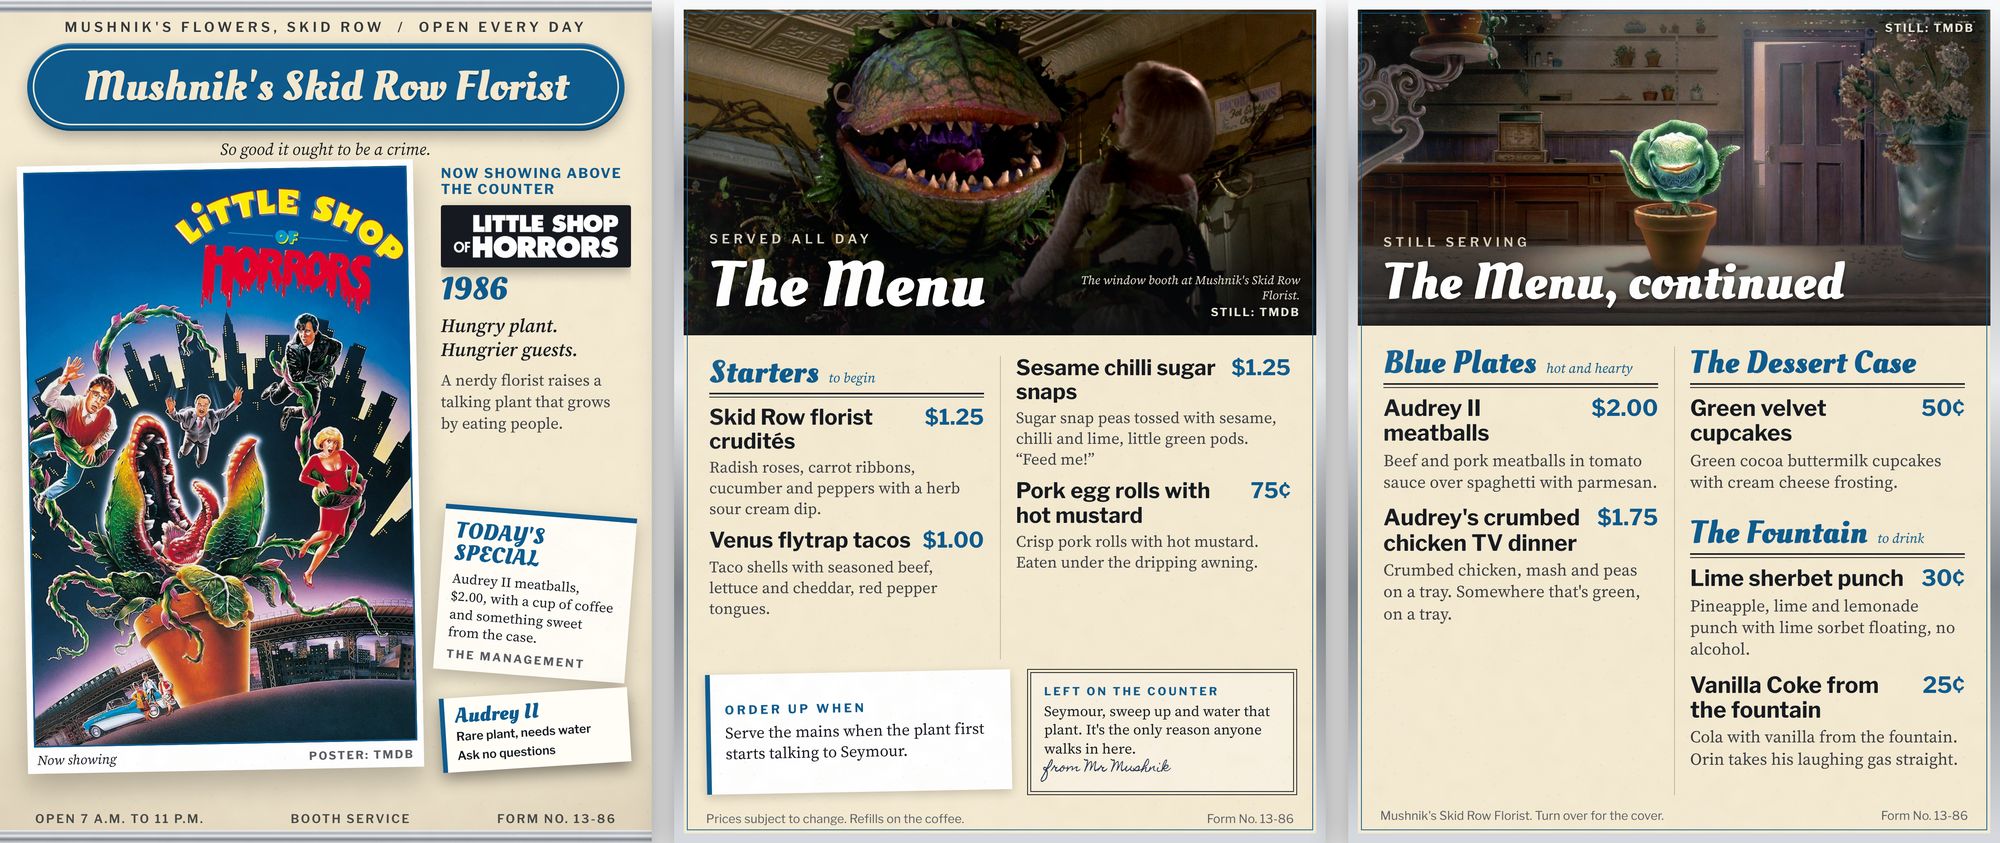 MUSHNIK'S FLOWERS, SKID ROW / OPEN EVERY DAY
Mushnik's Skid Row Florist
So good it ought to be a crime.
LiTTLE SHOP
OF
HORRORS
Now showing
POSTER: TMDB
NOW SHOWING ABOVE
THE COUNTER
LITTLE SHOP
OF HORRORS
1986
Hungry plant.
Hungrier guests.
A nerdy florist raises a
talking plant that grows
by eating people.
TODAY'S
SPECIAL
Audrey II meatballs,
$2.00, with a cup of coffee
and something sweet
from the case.
THE MANAGEMENT
Audrey II
Rare plant, needs water
Ask no questions
OPEN 7 A.M. TO 11 P.M.
BOOTH SERVICE
FORM NO. 13-86
SERVED ALL DAY
The Menu
The window booth at Mushnik's Skid Row
Florist.
STILL: TMDB
Starters to begin
Skid Row florist $1.25
crudités
Radish roses, carrot ribbons,
cucumber and peppers with a herb
sour cream dip.
Venus flytrap tacos $1.00
Taco shells with seasoned beef,
lettuce and cheddar, red pepper
tongues.
Sesame chilli sugar $1.25
snaps
Sugar snap peas tossed with sesame,
chilli and lime, little green pods.
“Feed me!”
Pork egg rolls with 75¢
hot mustard
Crisp pork rolls with hot mustard.
Eaten under the dripping awning.
ORDER UP WHEN
Serve the mains when the plant first
starts talking to Seymour.
LEFT ON THE COUNTER
Seymour, sweep up and water that
plant. It's the only reason anyone
walks in here.
from Mr Mushnik
Prices subject to change. Refills on the coffee.
Form No. 13-86
STILL: TMDB
STILL SERVING
The Menu, continued
Blue Plates hot and hearty
Audrey II $2.00
meatballs
Beef and pork meatballs in tomato
sauce over spaghetti with parmesan.
Audrey's crumbed $1.75
chicken TV dinner
Crumbed chicken, mash and peas
on a tray. Somewhere that's green,
on a tray.
The Dessert Case
Green velvet 50¢
cupcakes
Green cocoa buttermilk cupcakes
with cream cheese frosting.
The Fountain to drink
Lime sherbet punch 30¢
Pineapple, lime and lemonade
punch with lime sorbet floating, no
alcohol.
Vanilla Coke from 25¢
the fountain
Cola with vanilla from the fountain.
Orin takes his laughing gas straight.
Mushnik's Skid Row Florist. Turn over for the cover.
Form No. 13-86